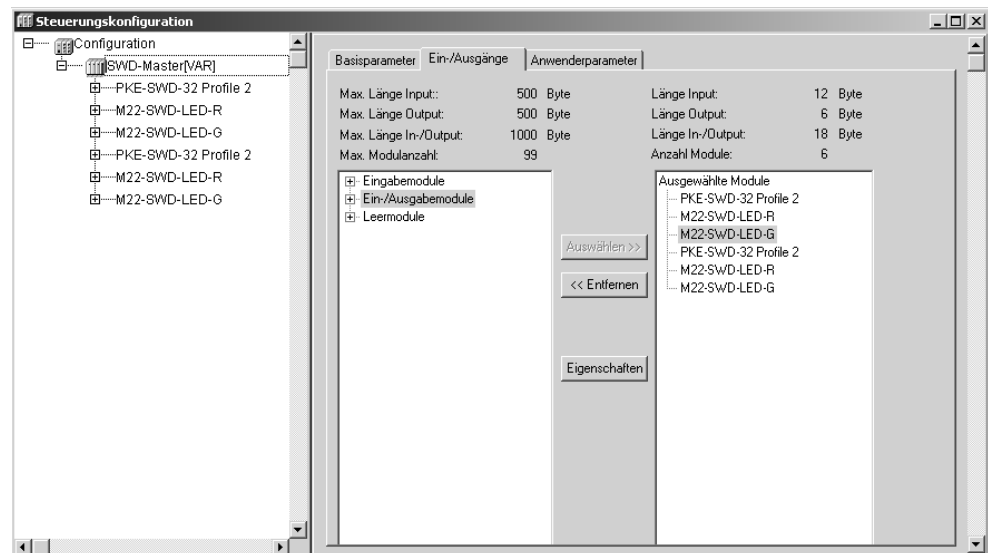 Steuerungskonfiguration
Configuration
SWD-Master[VAR]
PKE-SWD-32 Profile 2
M22-SWD-LED-R
M22-SWD-LED-G
PKE-SWD-32 Profile 2
M22-SWD-LED-R
M22-SWD-LED-G
Basisparameter Ein-/Ausgänge Anwenderparameter
Max. Länge Input:: 500 Byte Länge Input: 12 Byte
Max. Länge Output: 500 Byte Länge Output: 6 Byte
Max. Länge In-/Output: 1000 Byte Länge In-/Output: 18 Byte
Max. Modulanzahl: 99 Anzahl Module: 6
Eingabemodule
Ein-/Ausgabemodule
Leermodule
Auswählen >>
<< Entfernen
Eigenschaften
Ausgewählte Module
PKE-SWD-32 Profile 2
M22-SWD-LED-R
M22-SWD-LED-G
PKE-SWD-32 Profile 2
M22-SWD-LED-R
M22-SWD-LED-G